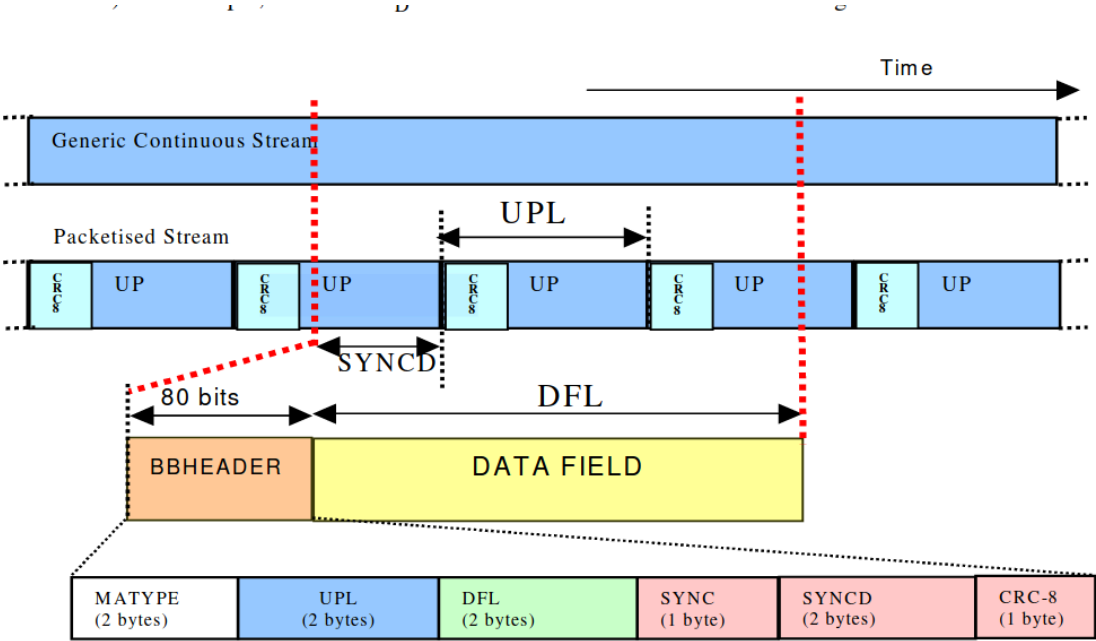 Time
Generic Continuous Stream
UPL
Packetised Stream
CRC8 UP CRC8 UP CRC8 UP CRC8 UP CRC8 UP
SYNCD
80 bits DFL
BBHEADER DATA FIELD
MATYPE UPL DFL SYNC SYNCD CRC-8
(2 bytes) (2 bytes) (2 bytes) (1 byte) (2 bytes) (1 byte)